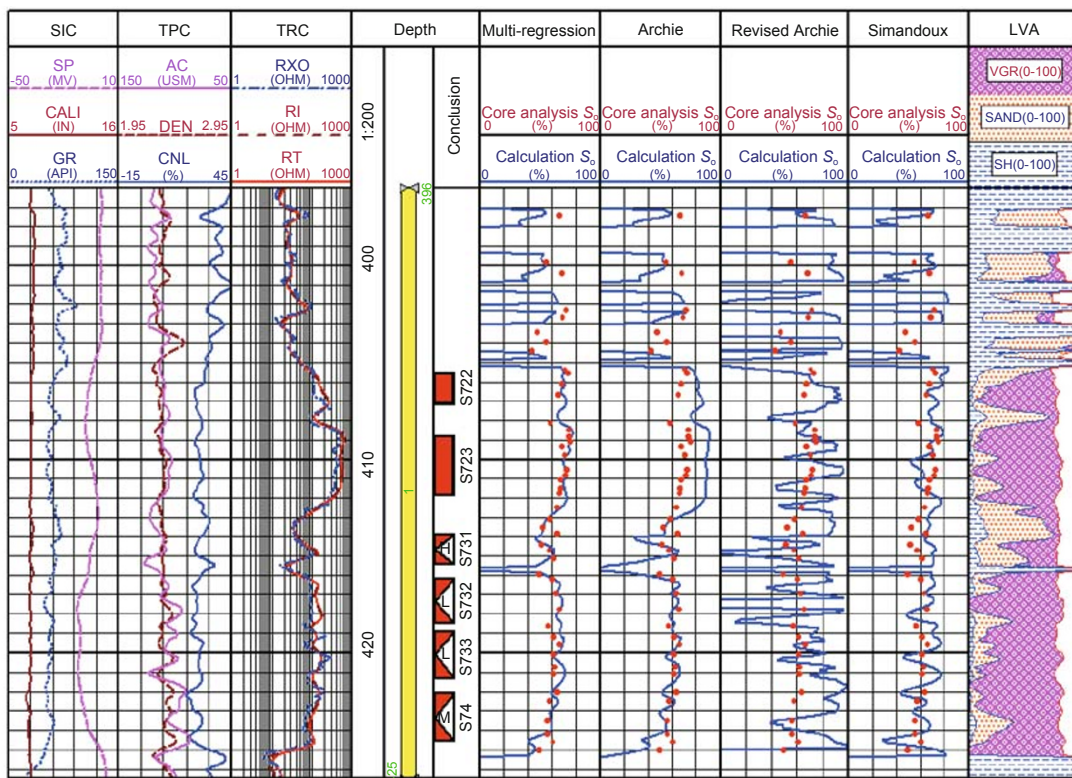 SIC TPC TRC Depth Multi-regression Archie Revised Archie Simandoux LVA
SP
-50 (MV) 10
AC
150 (USM) 50
RXO
1 (OHM) 1000
CALI
5 (IN) 16
1.95 DEN 2.95
RI
1 (OHM) 1000
GR
0 (API) 150
CNL
-15 (%) 45
RT
1 (OHM) 1000
1:200
Conclusion
Core analysis So
0 (%) 100
Core analysis So
0 (%) 100
Core analysis So
0 (%) 100
Core analysis So
0 (%) 100
Calculation So
0 (%) 100
Calculation So
0 (%) 100
Calculation So
0 (%) 100
Calculation So
0 (%) 100
VGR(0-100)
SAND(0-100)
SH(0-100)
396
400
S722
410
S723
1
H S731
L S732
420
L S733
M S74
25